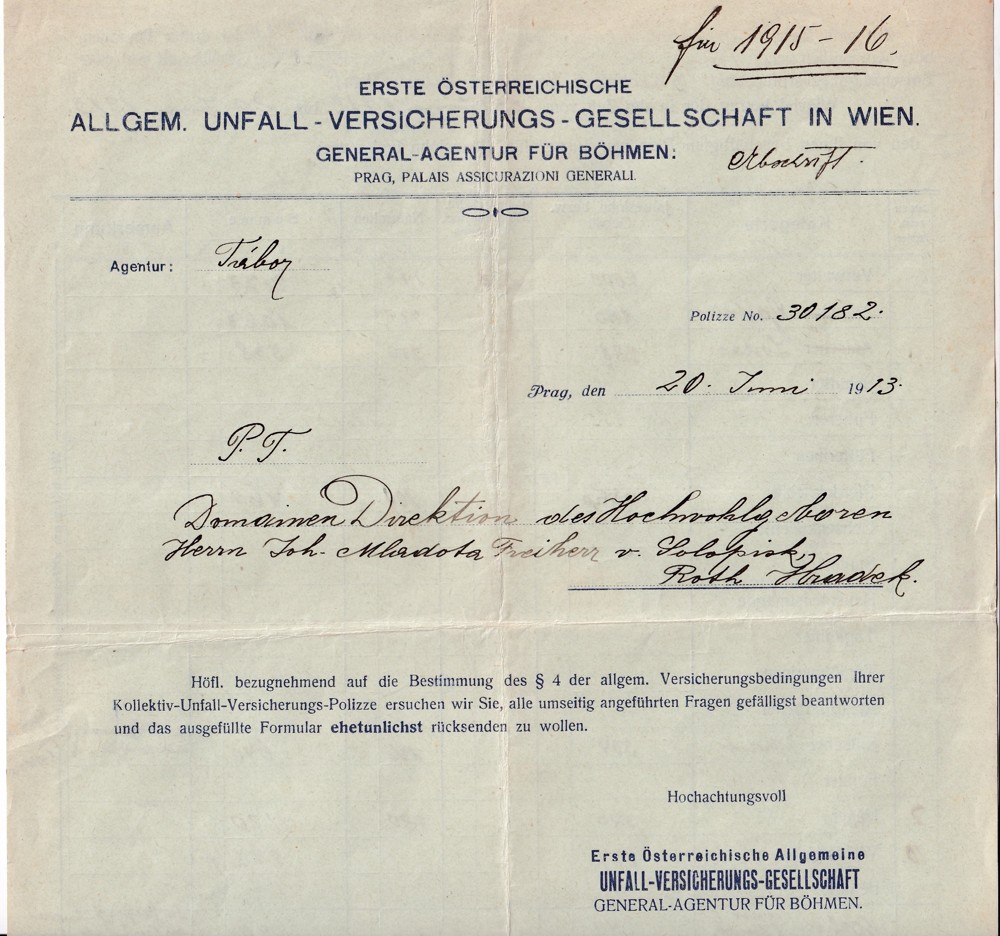 für 1915-16.
ERSTE ÖSTERREICHISCHE
ALLGEM. UNFALL-VERSICHERUNGS-GESELLSCHAFT IN WIEN.
GENERAL-AGENTUR FÜR BÖHMEN:
Abschrift.
PRAG, PALAIS ASSICURAZIONI GENERALI.
Agentur: Tábor
Polizze No. 30182.
Prag, den 20. Juni 1913.
P. T.
Domainen Direktion des Hochwohlgeboren
Herrn Joh. Mladota Freiherr v. Solopisk,
Roth Hradek.
Höfl. bezugnehmend auf die Bestimmung des § 4 der allgem. Versicherungsbedingungen Ihrer
Kollektiv-Unfall-Versicherungs-Polizze ersuchen wir Sie, alle umseitig angeführten Fragen gefälligst beantworten
und das ausgefüllte Formular ehetunlichst rücksenden zu wollen.
Hochachtungsvoll
Erste Österreichische Allgemeine
UNFALL-VERSICHERUNGS-GESELLSCHAFT
GENERAL-AGENTUR FÜR BÖHMEN.